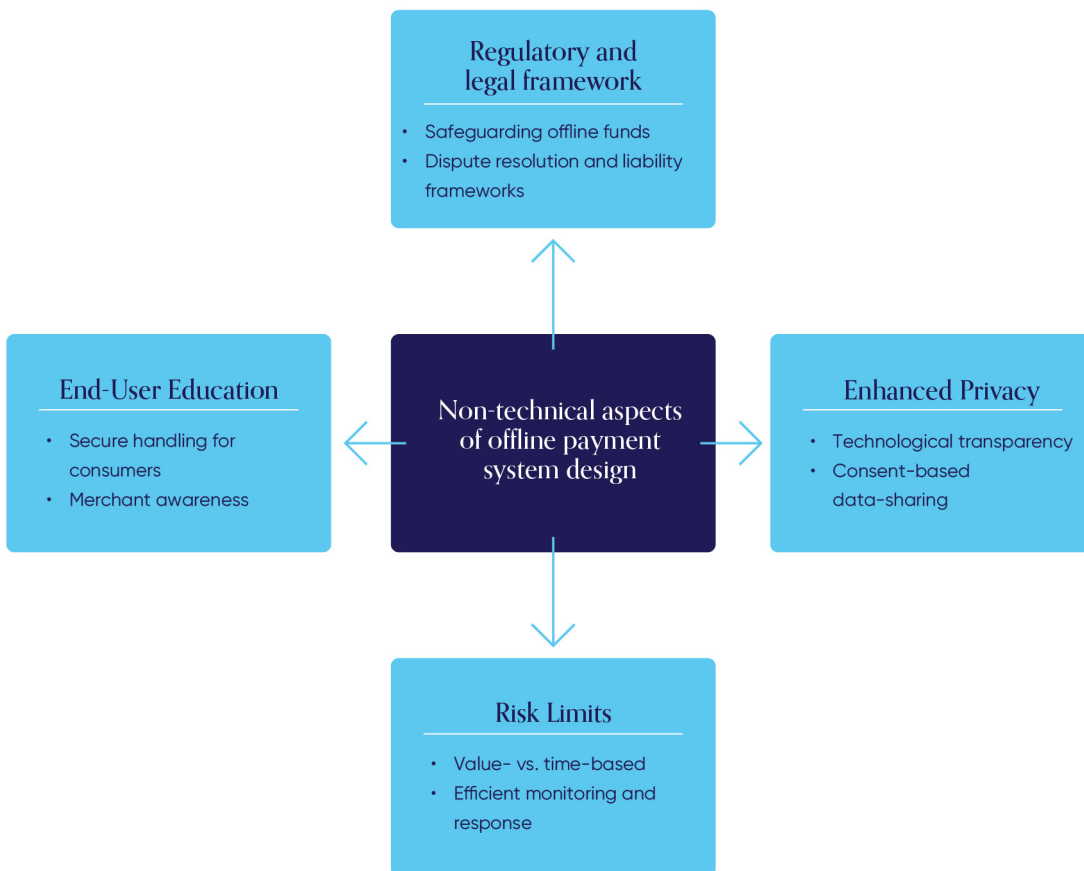 Regulatory and
legal framework
• Safeguarding offline funds
• Dispute resolution and liability
frameworks
End-User Education
• Secure handling for
consumers
• Merchant awareness
Non-technical aspects
of offline payment
system design
Enhanced Privacy
• Technological transparency
• Consent-based
data-sharing
Risk Limits
• Value- vs. time-based
• Efficient monitoring and
response